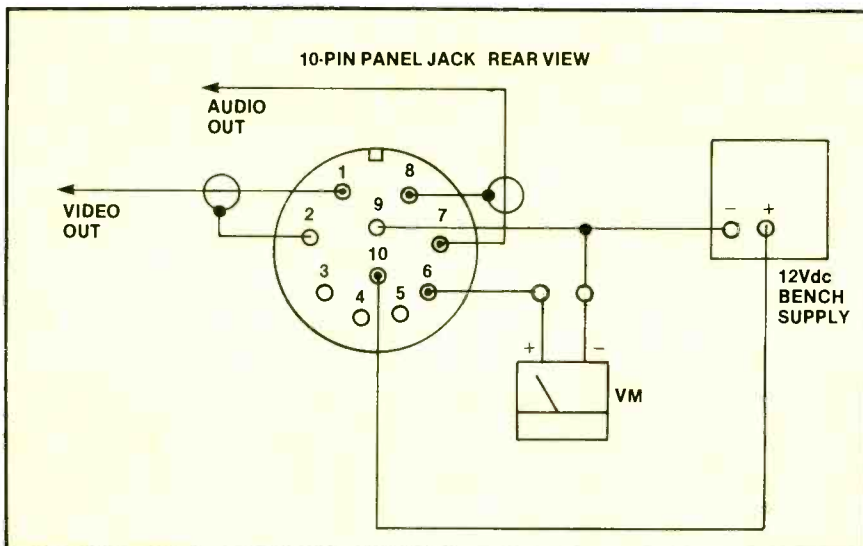 10-PIN PANEL JACK REAR VIEW
AUDIO
OUT
VIDEO
OUT
1
8
2
9
7
10
3
6
4
5
- +
12Vdc
BENCH
SUPPLY
+ -
VM